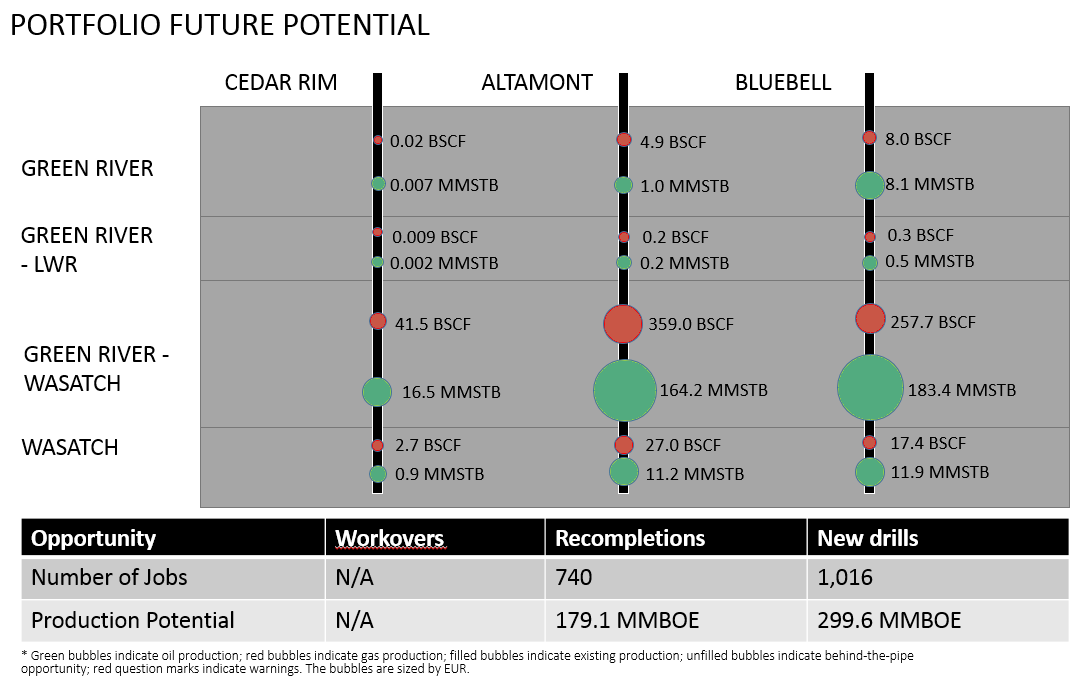 PORTFOLIO FUTURE POTENTIAL
CEDAR RIM ALTAMONT BLUEBELL
GREEN RIVER
0.02 BSCF 4.9 BSCF 8.0 BSCF
0.007 MMSTB 1.0 MMSTB 8.1 MMSTB
GREEN RIVER
- LWR
0.009 BSCF 0.2 BSCF 0.3 BSCF
0.002 MMSTB 0.2 MMSTB 0.5 MMSTB
GREEN RIVER -
WASATCH
41.5 BSCF 359.0 BSCF 257.7 BSCF
16.5 MMSTB 164.2 MMSTB 183.4 MMSTB
WASATCH
2.7 BSCF 27.0 BSCF 17.4 BSCF
0.9 MMSTB 11.2 MMSTB 11.9 MMSTB
Opportunity Workovers Recompletions New drills
Number of Jobs N/A 740 1,016
Production Potential N/A 179.1 MMBOE 299.6 MMBOE
* Green bubbles indicate oil production; red bubbles indicate gas production; filled bubbles indicate existing production; unfilled bubbles indicate behind-the-pipe
opportunity; red question marks indicate warnings. The bubbles are sized by EUR.